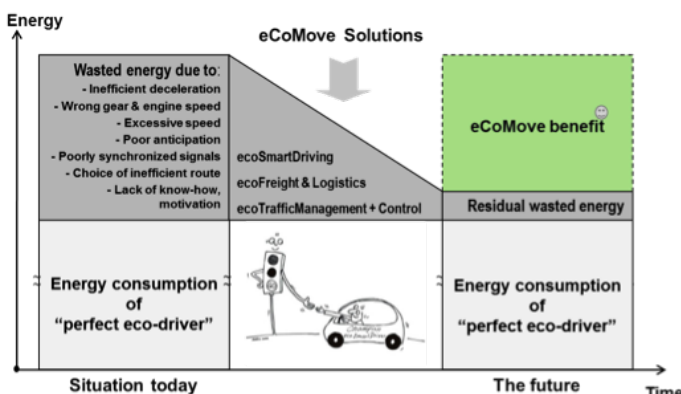 Energy
eCoMove Solutions
Wasted energy due to:
- Inefficient deceleration
- Wrong gear & engine speed
- Excessive speed
- Poor anticipation
- Poorly synchronized signals
- Choice of inefficient route
- Lack of know-how,
motivation
ecoSmartDriving
ecoFreight & Logistics
ecoTrafficManagement + Control
eCoMove benefit
Residual wasted energy
Energy consumption
of
“perfect eco-driver”
Energy consumption
of
“perfect eco-driver”
Situation today
The future
Time